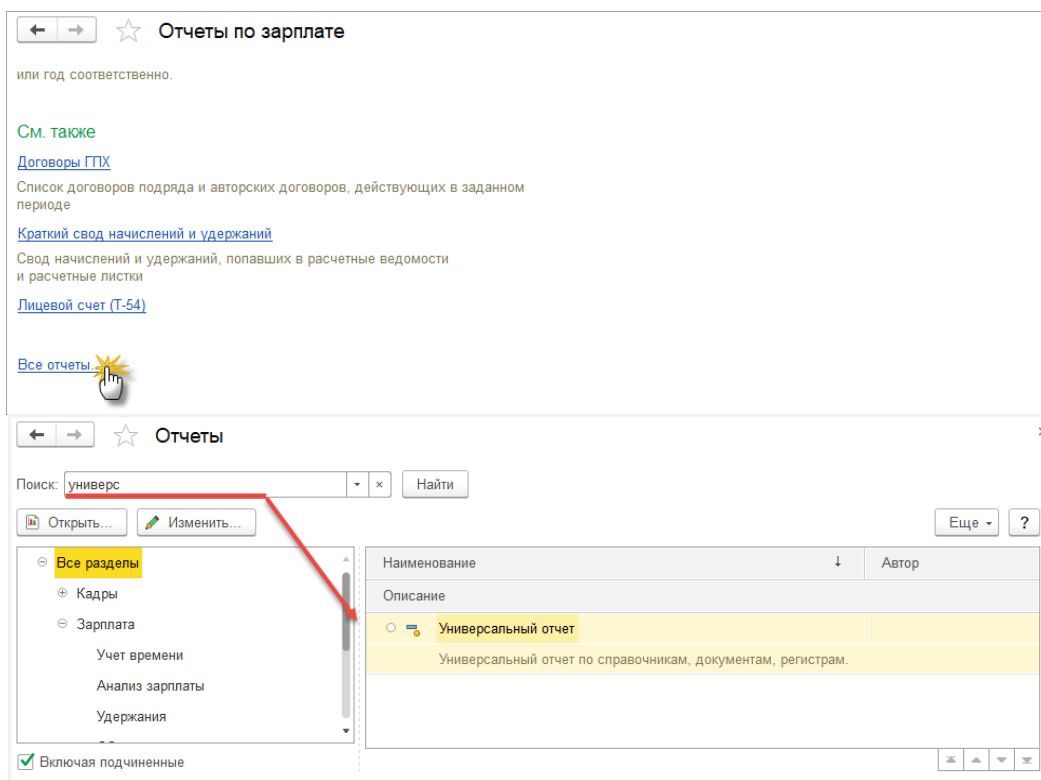 Отчеты по зарплате
или год соответственно.
См. также
Договоры ГПХ
Список договоров подряда и авторских договоров, действующих в заданном
периоде
Краткий свод начислений и удержаний
Свод начислений и удержаний, попавших в расчетные ведомости
и расчетные листки
Лицевой счет (Т-54)
Все отчеты.
Отчеты
Поиск: универс Найти
Открыть... Изменить... Еще ?
Все разделы
Кадры
Зарплата
Учет времени
Анализ зарплаты
Удержания
Включая подчиненные
Наименование Автор
Описание
Универсальный отчет
Универсальный отчет по справочникам, документам, регистрам.